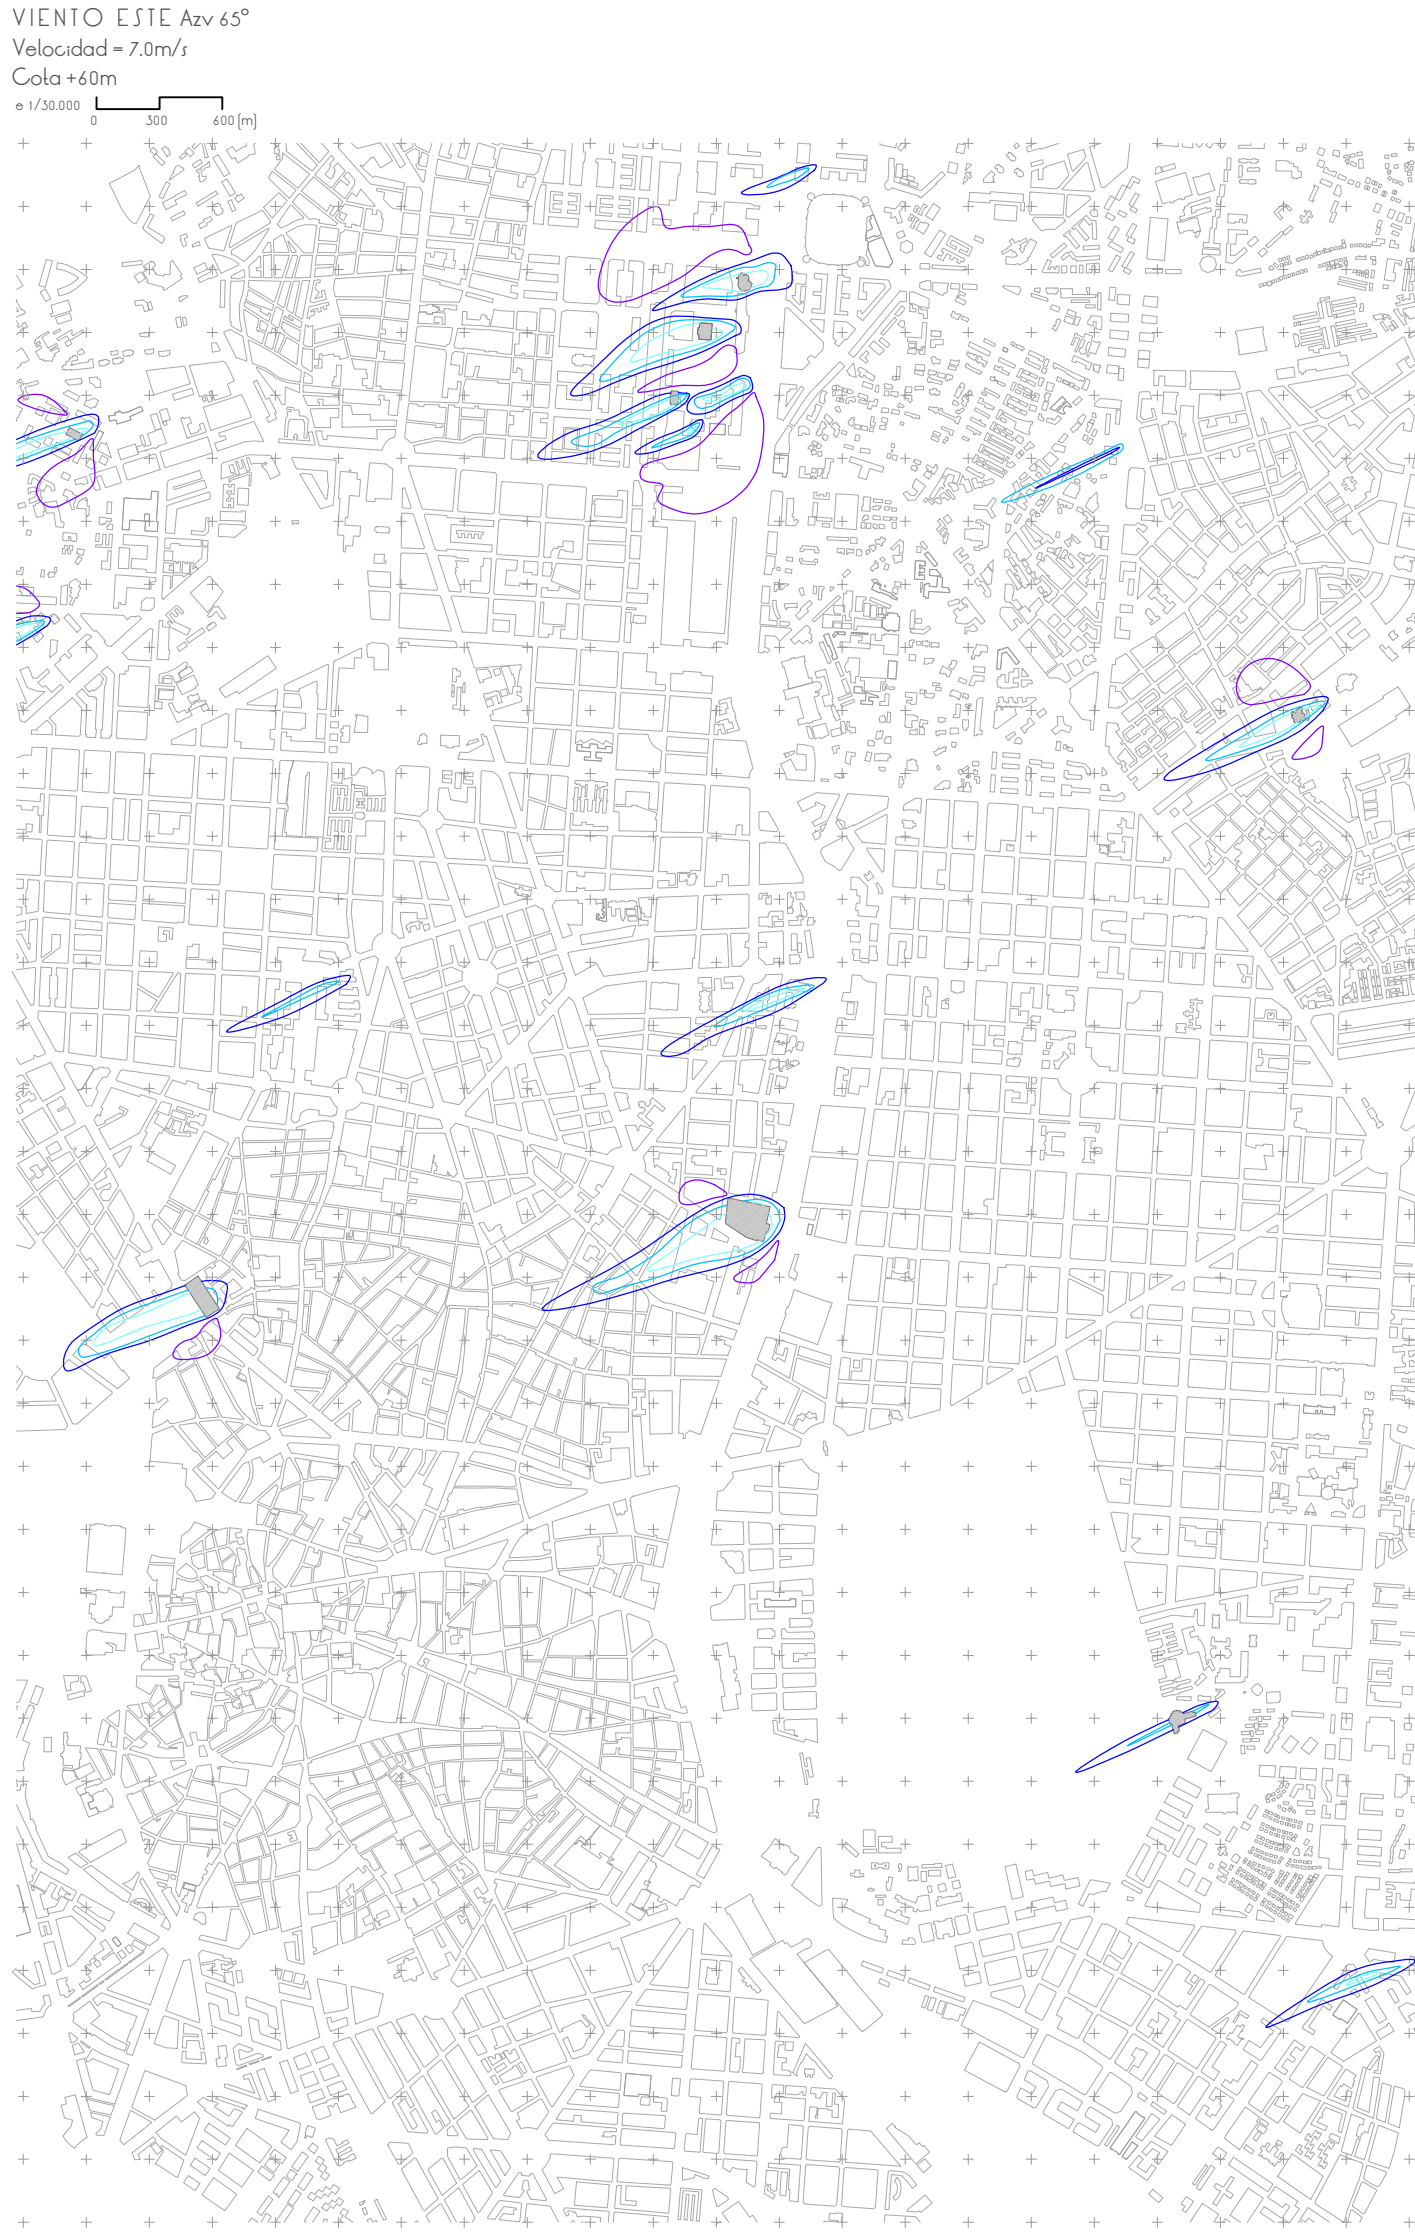 VIENTO ESTE Azv 65°
Velocidad = 7.0m/s
Cota +60m
e 1/30.000
0 300 600 [m]